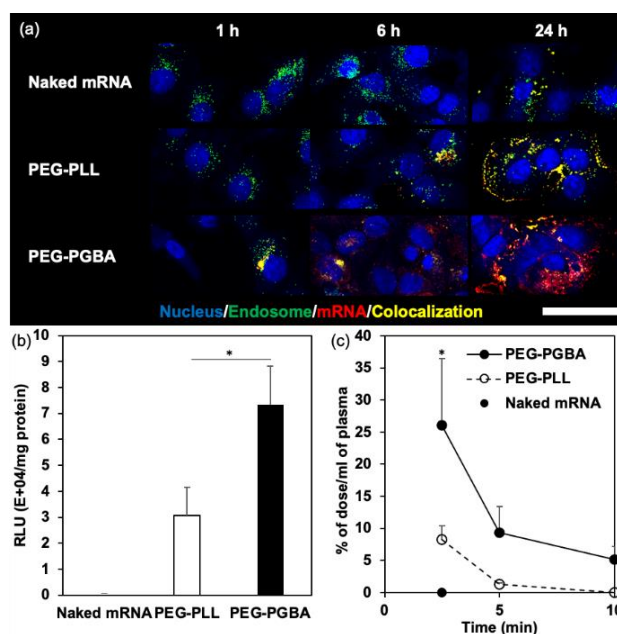 (a)
1 h 6 h 24 h
Naked mRNA
PEG-PLL
PEG-PGBA
Nucleus/Endosome/mRNA/Colocalization
(b)
RLU (E+04/mg protein)
10
9
8
7
6
5
4
3
2
1
0
*
Naked mRNA PEG-PLL PEG-PGBA
(c)
% of dose/ml of plasma
40
35
30
25
20
15
10
5
0
*
PEG-PGBA
PEG-PLL
Naked mRNA
0 5 10
Time (min)